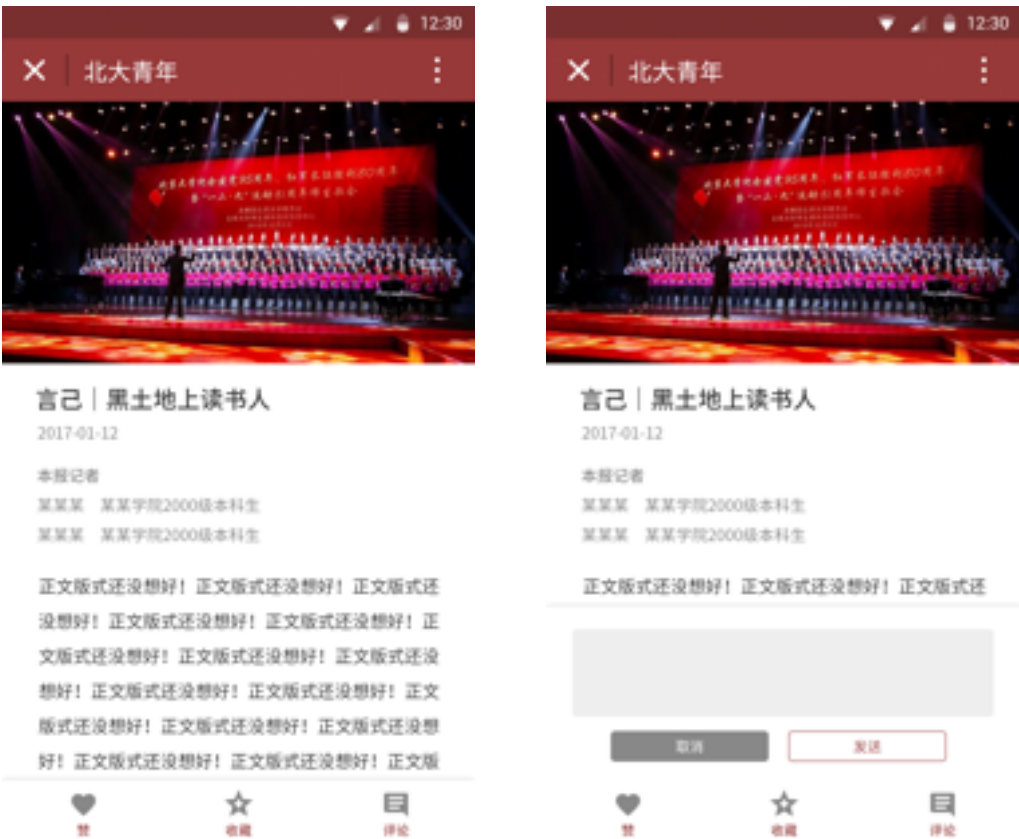 12:30
北大青年
言己｜黑土地上读书人
2017-01-12
本报记者
某某某 某某学院2000级本科生
某某某 某某学院2000级本科生
正文版式还没想好！正文版式还没想好！正文版式还
没想好！正文版式还没想好！正文版式还没想好！正
文版式还没想好！正文版式还没想好！正文版式还没
想好！正文版式还没想好！正文版式还没想好！正文
版式还没想好！正文版式还没想好！正文版式还没想
好！正文版式还没想好！正文版式还没想好！正文版
赞
收藏
评论
12:30
北大青年
言己｜黑土地上读书人
2017-01-12
本报记者
某某某 某某学院2000级本科生
某某某 某某学院2000级本科生
正文版式还没想好！正文版式还没想好！正文版式还
取消
发送
赞
收藏
评论